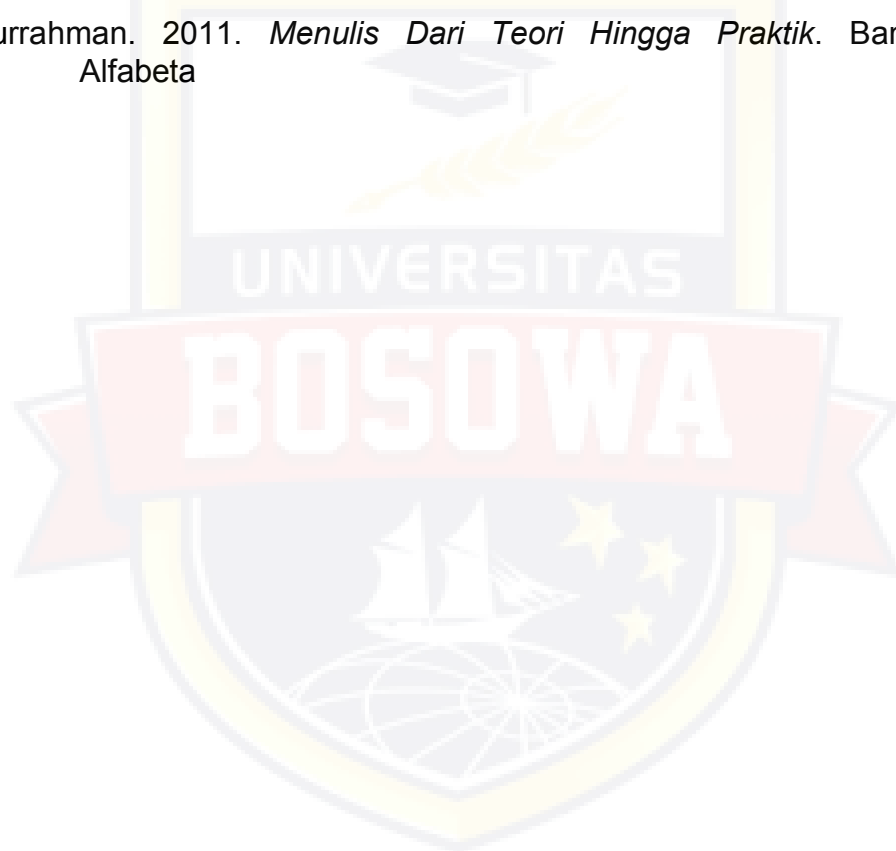 urrahman. 2011. Menulis Dari Teori Hingga Praktik. Ban
Alfabeta
UNIVERSITAS
BOSOWA